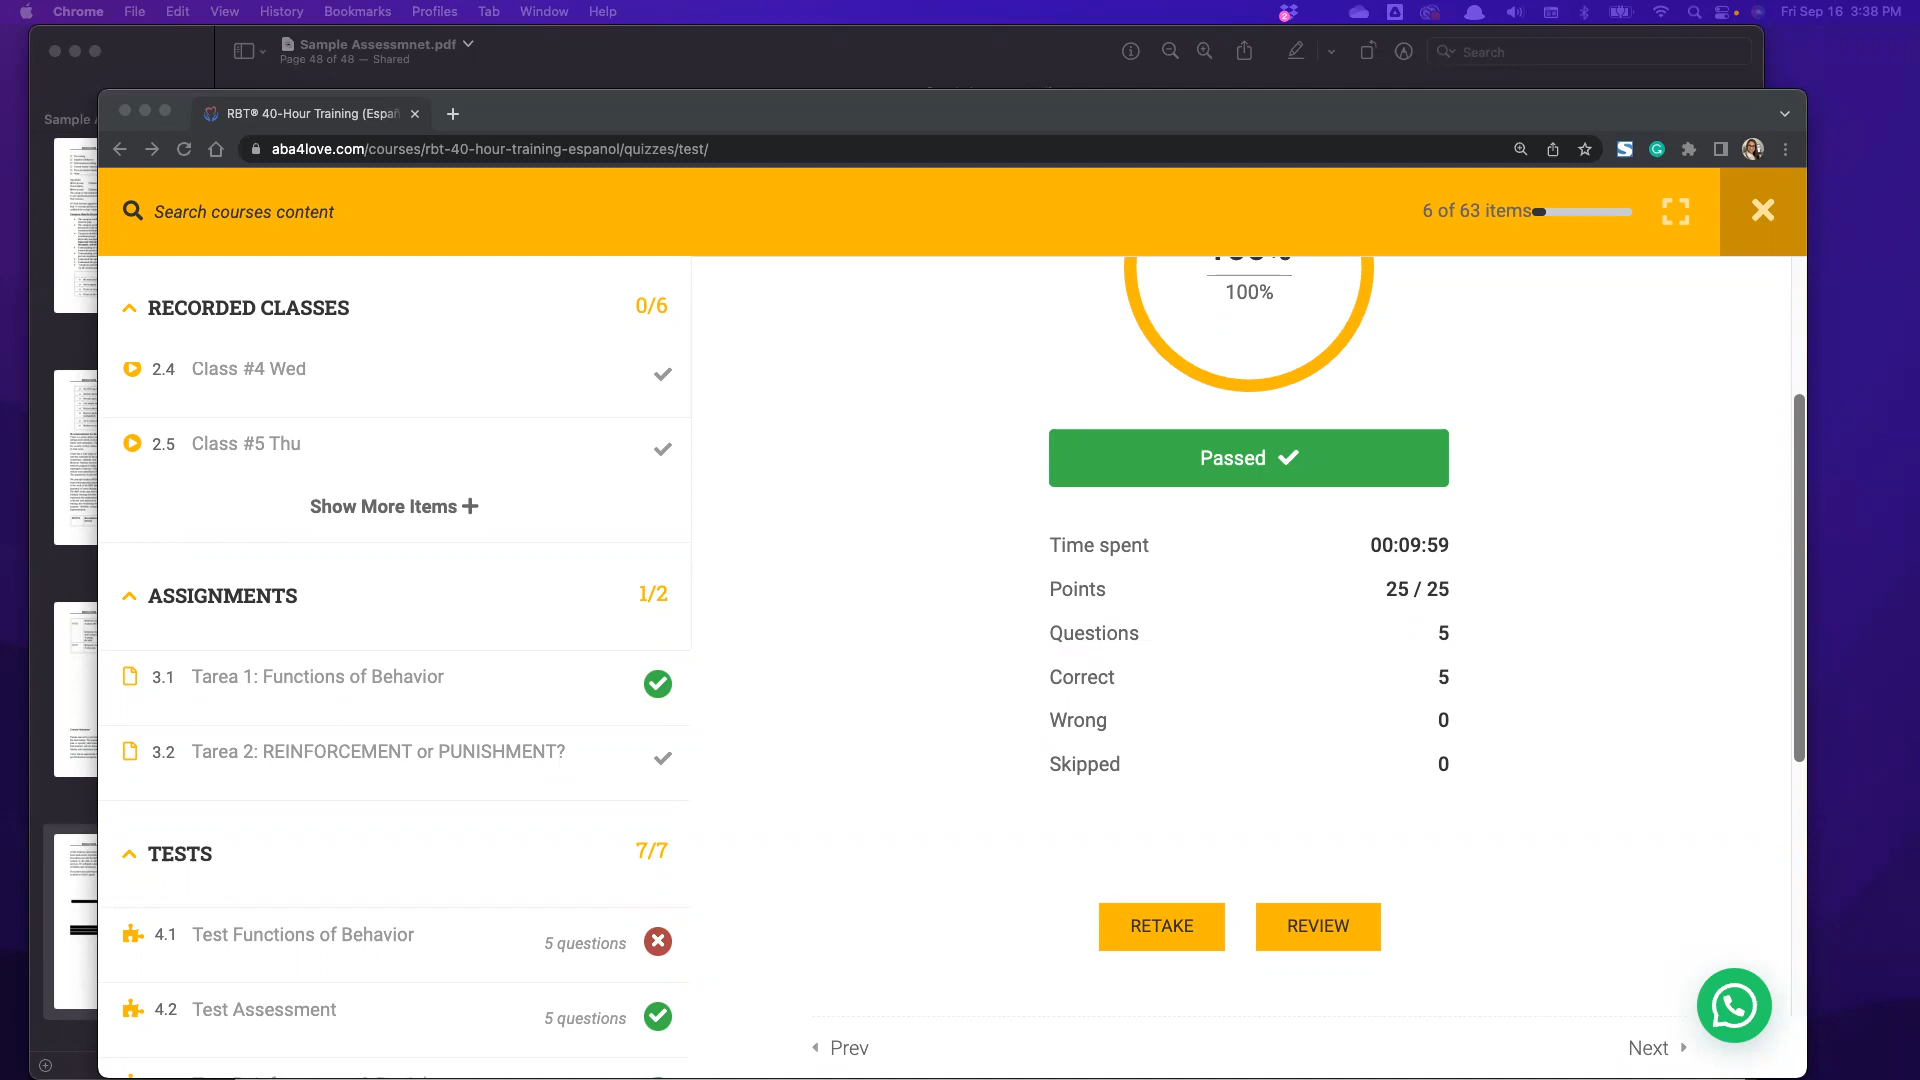 Chrome File Edit View History Bookmarks Profiles Tab Window Help
2
Fri Sep 16 3:38 PM
Sample Assessmnet.pdf
Page 48 of 48 — Shared
Search
Sample
RBT® 40-Hour Training (Españ
aba4love.com/courses/rbt-40-hour-training-espanol/quizzes/test/
Search courses content
6 of 63 items
RECORDED CLASSES 0/6
2.4 Class #4 Wed
2.5 Class #5 Thu
Show More Items
ASSIGNMENTS 1/2
3.1 Tarea 1: Functions of Behavior
3.2 Tarea 2: REINFORCEMENT or PUNISHMENT?
TESTS 7/7
4.1 Test Functions of Behavior 5 questions
4.2 Test Assessment 5 questions
100%
Passed
Time spent 00:09:59
Points 25 / 25
Questions 5
Correct 5
Wrong 0
Skipped 0
RETAKE REVIEW
Prev Next